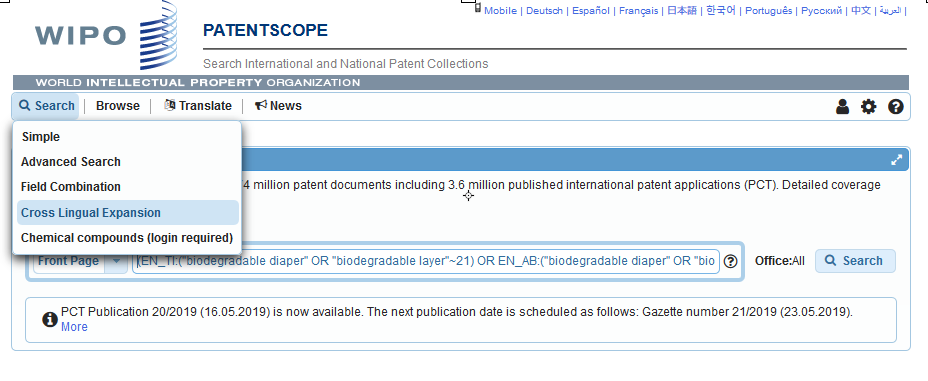 Mobile | Deutsch | Español | Français | 日本語 | 한국어 | Português | Русский | 中文 | العربية |
WIPO
PATENTSCOPE
Search International and National Patent Collections
WORLD INTELLECTUAL PROPERTY ORGANIZATION
Search Browse Translate News
Simple
Advanced Search
4 million patent documents including 3.6 million published international patent applications (PCT). Detailed coverage
Field Combination
Cross Lingual Expansion
Chemical compounds (login required)
Front Page (EN_TI:("biodegradable diaper" OR "biodegradable layer"~21) OR EN_AB:("biodegradable diaper" OR "bio Office:All Search
PCT Publication 20/2019 (16.05.2019) is now available. The next publication date is scheduled as follows: Gazette number 21/2019 (23.05.2019).
More